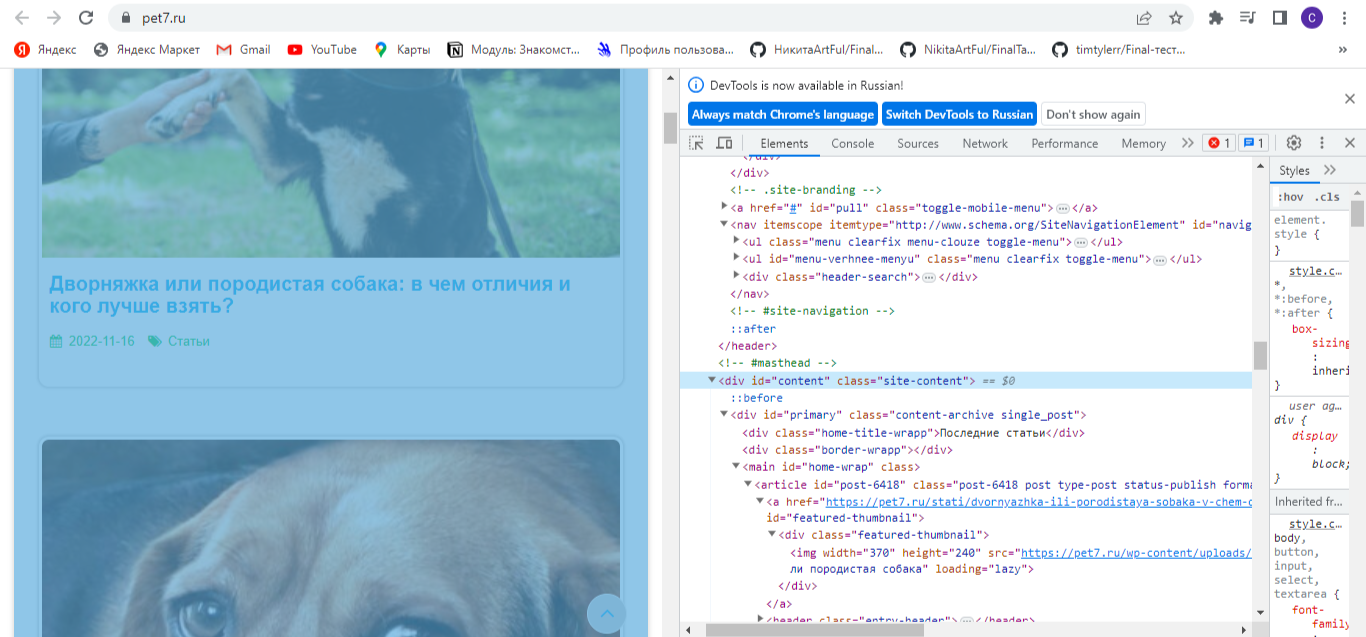 pet7.ru
C
Яндекс
Яндекс Маркет
Gmail
YouTube
Карты
Модуль: Знакомст...
Профиль пользова...
НикитаArtFul/Final...
NikitaArtFul/FinalTa...
timtylerr/Final-тест...
»
Дворняжка или породистая собака: в чем отличия и
кого лучше взять?
2022-11-16
Статьи
DevTools is now available in Russian!
Always match Chrome's language
Switch DevTools to Russian
Don't show again
Elements
Console
Sources
Network
Performance
Memory
»
1
1
</div>
</div>
<!-- .site-branding -->
<a href="#" id="pull" class="toggle-mobile-menu">…</a>
<nav itemscope itemtype="http://www.schema.org/SiteNavigationElement" id="navig
<ul class="menu clearfix menu-clouze toggle-menu">…</ul>
<ul id="menu-verhnee-menyu" class="menu clearfix toggle-menu">…</ul>
<div class="header-search">…</div>
</nav>
<!-- #site-navigation -->
::after
</header>
<!-- #masthead -->
<div id="content" class="site-content"> == $0
::before
<div id="primary" class="content-archive single_post">
<div class="home-title-wrapp">Последние статьи</div>
<div class="border-wrapp"></div>
<main id="home-wrap" class>
<article id="post-6418" class="post-6418 post type-post status-publish forma
<a href="https://pet7.ru/stati/dvornyazhka-ili-porodistaya-sobaka-v-chem-o
id="featured-thumbnail">
<div class="featured-thumbnail">
<img width="370" height="240" src="https://pet7.ru/wp-content/uploads/
ли породистая собака" loading="lazy">
</div>
</a>
<header class="entry-header">…</header>
Styles
»
:hov .cls
element.
style {
}
style.c…
*,
*:before,
*:after {
box-
sizing
:
inheri
}
user ag…
div {
display
:
block;
}
Inherited fr…
style.c…
body,
button,
input,
select,
textarea {
font-
family
: